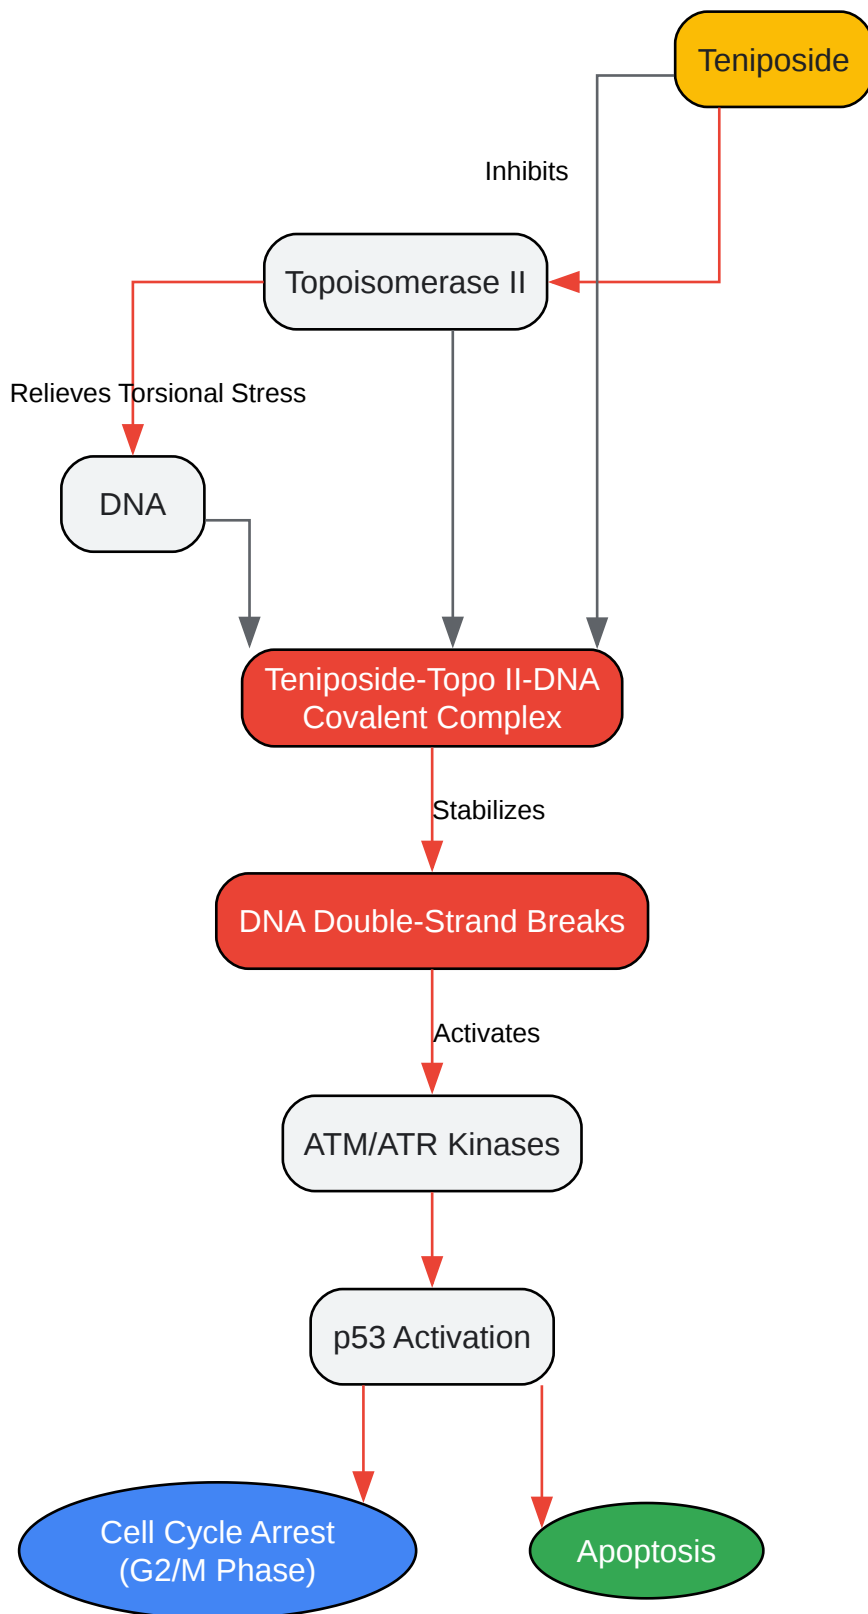 Teniposide
Inhibits
Topoisomerase II
Relieves Torsional Stress
DNA
Teniposide-Topo II-DNA
Covalent Complex
Stabilizes
DNA Double-Strand Breaks
Activates
ATM/ATR Kinases
p53 Activation
Cell Cycle Arrest
(G2/M Phase)
Apoptosis